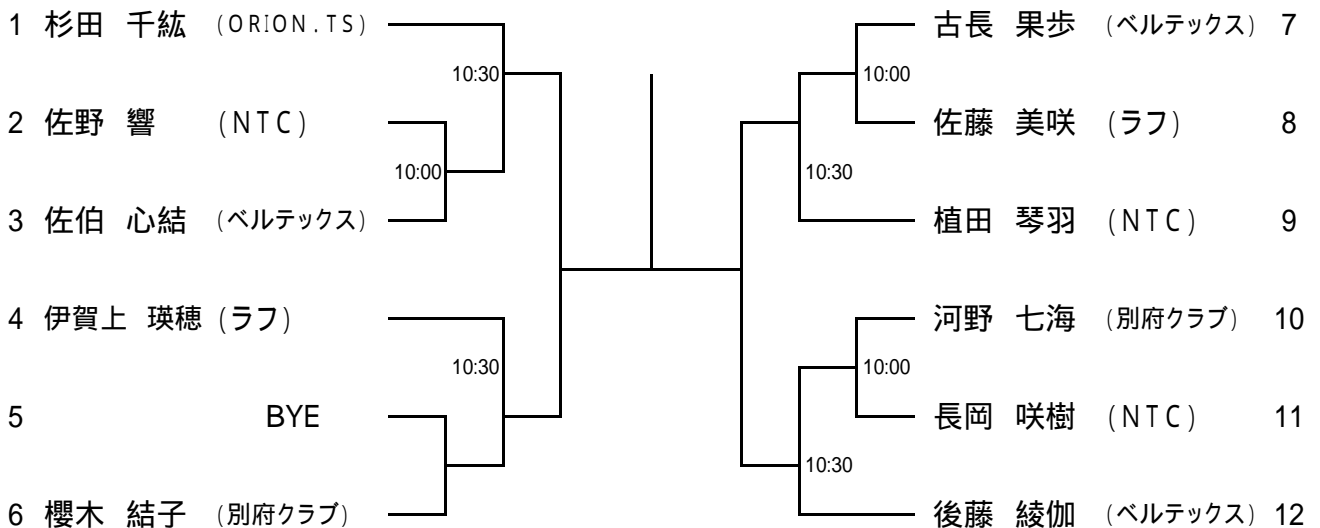 1 杉田 千紘 (ORION.TS)
10:30
2 佐野 響 (NTC)
10:00
3 佐伯 心結 (ベルテックス)
4 伊賀上 瑛穂 (ラフ)
10:30
5 BYE
6 櫻木 結子 (別府クラブ)
古長 果歩 (ベルテックス) 7
10:00
佐藤 美咲 (ラフ) 8
10:30
植田 琴羽 (NTC) 9
河野 七海 (別府クラブ) 10
10:00
長岡 咲樹 (NTC) 11
10:30
後藤 綾伽 (ベルテックス) 12